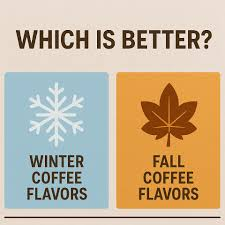 WHICH IS BETTER?
WINTER
COFFEE
FLAVORS
FALL
COFFEE
FLAVORS